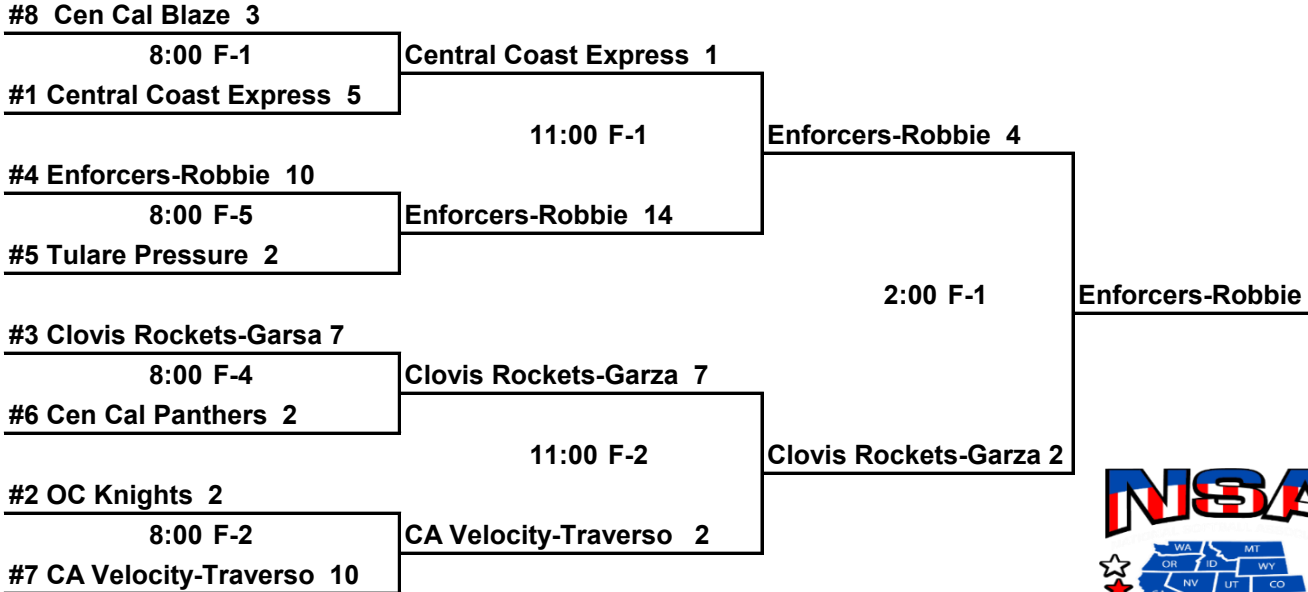 #8 Cen Cal Blaze 3
8:00 F-1
Central Coast Express 1
#1 Central Coast Express 5
11:00 F-1
Enforcers-Robbie 4
#4 Enforcers-Robbie 10
8:00 F-5
Enforcers-Robbie 14
#5 Tulare Pressure 2
2:00 F-1
Enforcers-Robbie
#3 Clovis Rockets-Garsa 7
8:00 F-4
Clovis Rockets-Garza 7
#6 Cen Cal Panthers 2
11:00 F-2
Clovis Rockets-Garza 2
#2 OC Knights 2
8:00 F-2
CA Velocity-Traverso 2
#7 CA Velocity-Traverso 10
NSA
WA MT
OR ID WY
NV UT CO